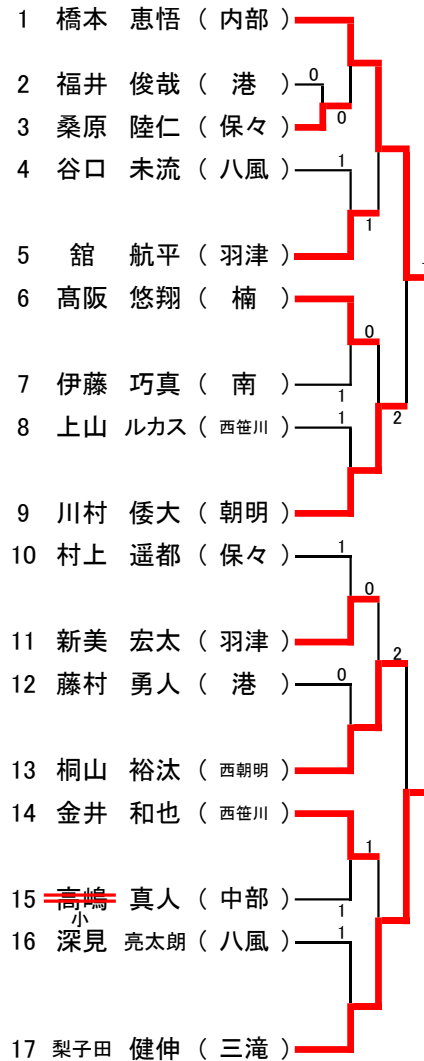 1 橋本 恵悟 ( 内部 )
0
2 福井 俊哉 ( 港 )
0
3 桑原 陸仁 ( 保々 )
1
4 谷口 未流 ( 八風 )
1
5 舘 航平 ( 羽津 )
6 髙阪 悠翔 ( 楠 )
0
7 伊藤 巧真 ( 南 )
1
2
8 上山 ルカス ( 西笹川 )
1
9 川村 倭大 ( 朝明 )
10 村上 遥都 ( 保々 )
1
0
11 新美 宏太 ( 羽津 )
2
12 藤村 勇人 ( 港 )
0
13 桐山 裕汰 ( 西朝明 )
14 金井 和也 ( 西笹川 )
1
15 高嶋 真人 ( 中部 )
小
1
16 深見 亮太朗 ( 八風 )
1
17 梨子田 健伸 ( 三滝 )